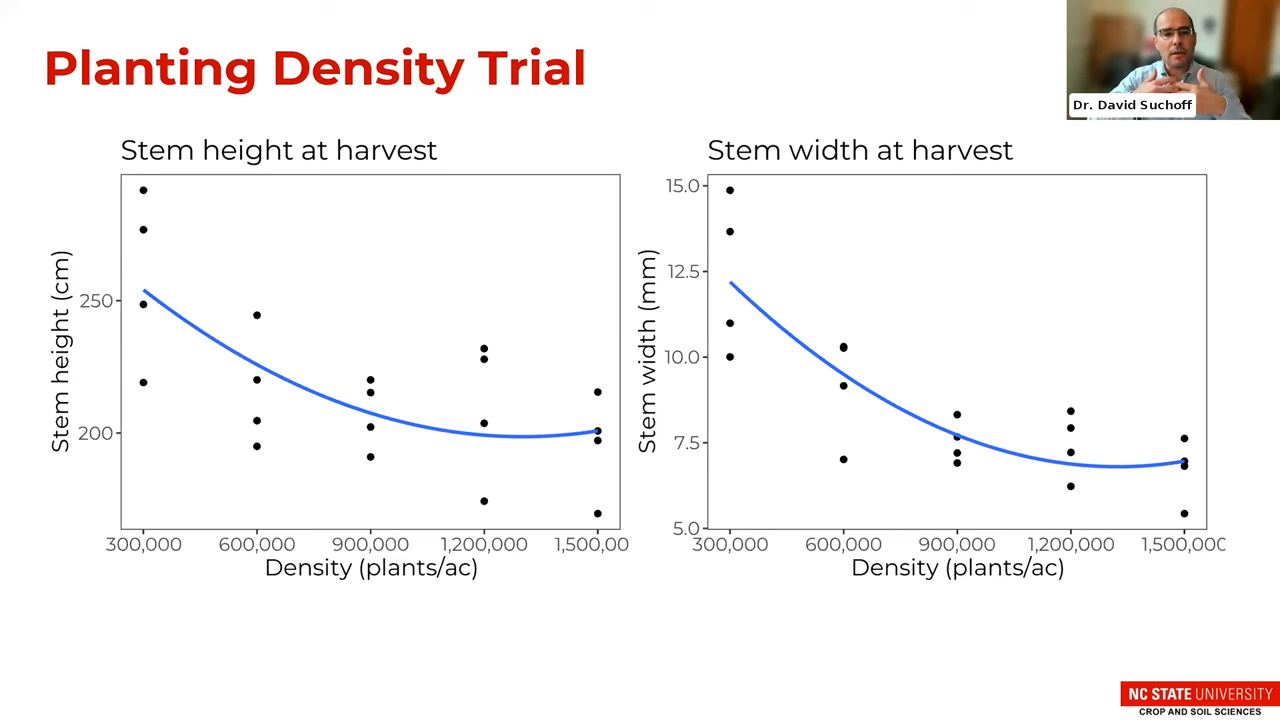 Planting Density Trial
Dr. David Suchoff
Stem height at harvest
Stem height (cm)
250
200
300,000 600,000 900,000 1,200,000 1,500,00
Density (plants/ac)
Stem width at harvest
Stem width (mm)
15.0
12.5
10.0
7.5
5.0
300,000 600,000 900,000 1,200,000 1,500,000
Density (plants/ac)
NC STATE UNIVERSITY
CROP AND SOIL SCIENCES